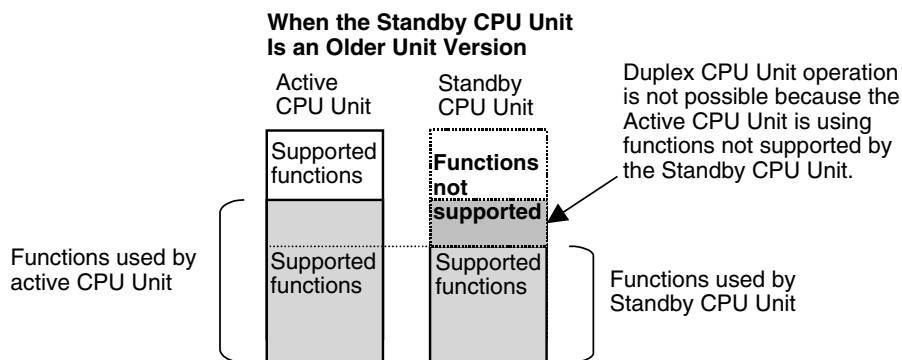 When the Standby CPU Unit
Is an Older Unit Version
Active
CPU Unit
Standby
CPU Unit
Duplex CPU Unit operation
is not possible because the
Active CPU Unit is using
functions not supported by
the Standby CPU Unit.
Supported
functions
Functions
not
supported
Functions used by
active CPU Unit
Supported
functions
Supported
functions
Functions used by
Standby CPU Unit